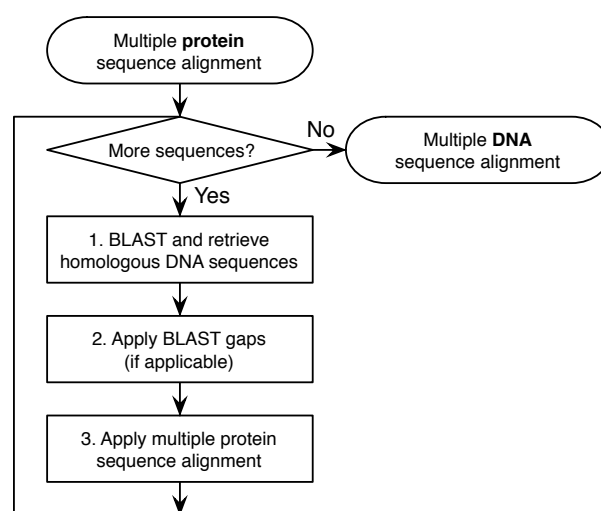 Multiple protein
sequence alignment
More sequences?
No
Multiple DNA
sequence alignment
Yes
1. BLAST and retrieve
homologous DNA sequences
2. Apply BLAST gaps
(if applicable)
3. Apply multiple protein
sequence alignment